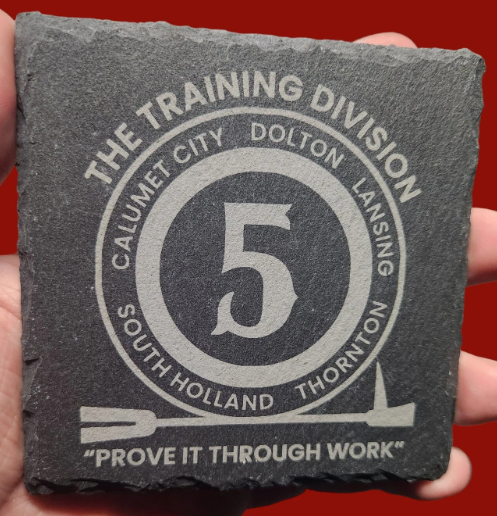 THE TRAINING DIVISION
CALUMET CITY DOLTON LANSING
5
SOUTH HOLLAND THORNTON
“PROVE IT THROUGH WORK“